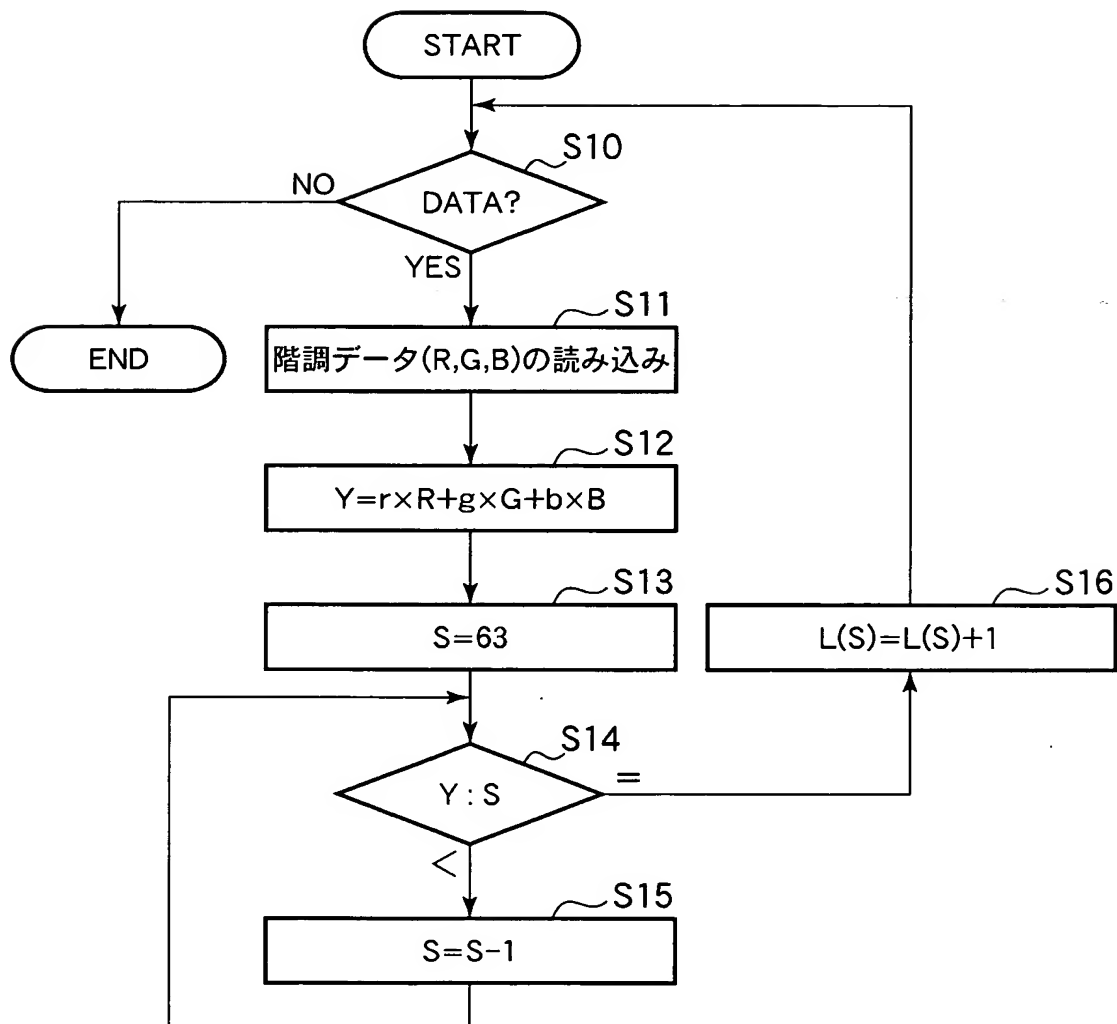 START
S10
NO
DATA?
YES
END
S11
階調データ(R,G,B)の読み込み
S12
Y=r×R+g×G+b×B
S13
S=63
S16
L(S)=L(S)+1
S14
=
Y : S
<
S15
S=S-1